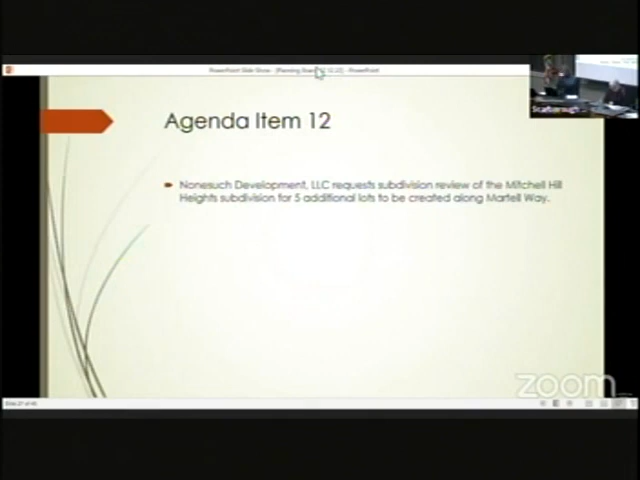 Agenda Item 12
Nonesuch Development, LLC requests subdivision review of the Mitchell Hill
Heights subdivision for 5 additional lots to be created along Martell Way.
zoom